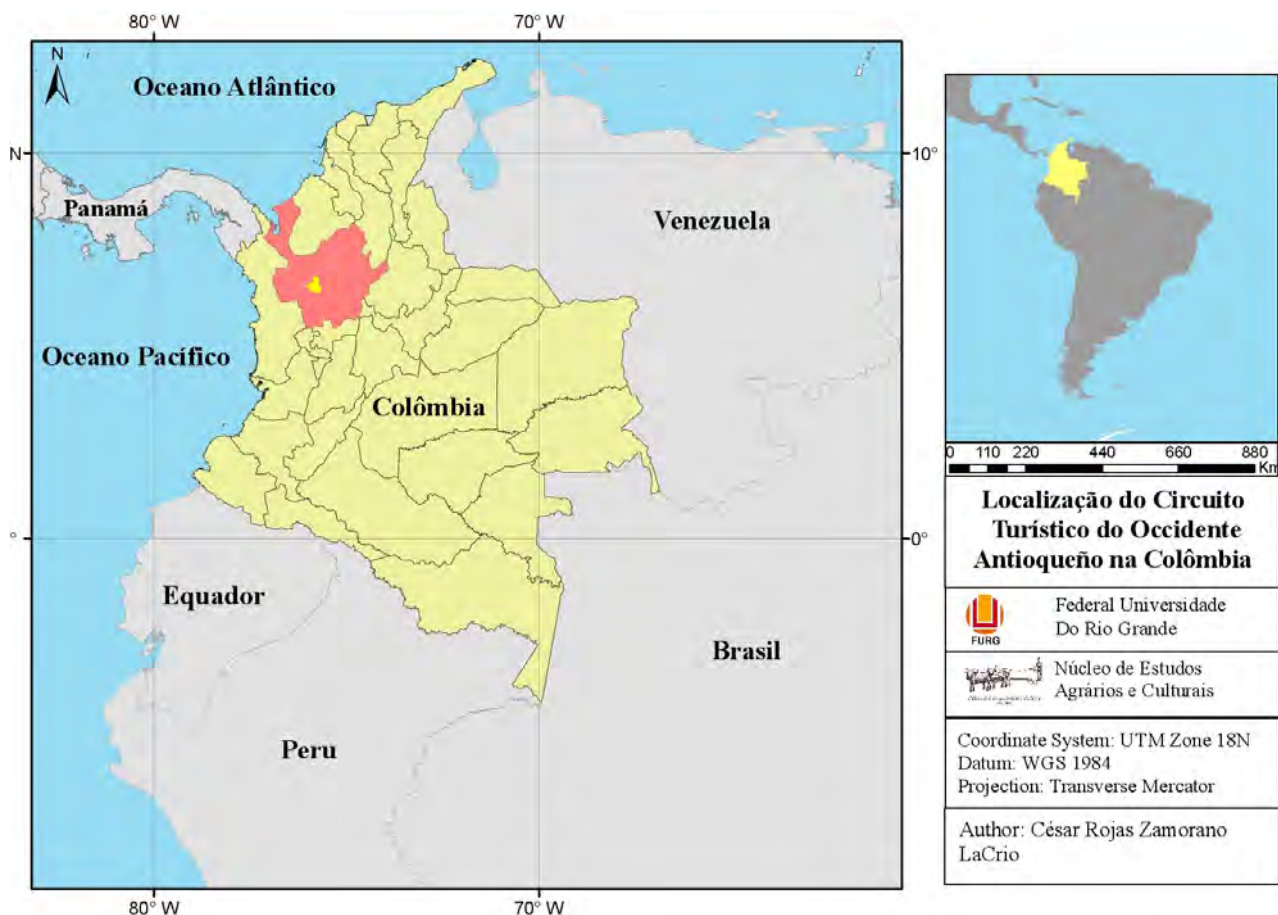 80° W
70° W
N
Oceano Atlântico
N
10°
Panamá
Venezuela
Oceano Pacífico
Colômbia
°
0°
Equador
Brasil
Peru
80° W
70° W
0 110 220 440 660 880
Km
Localização do Circuito
Turístico do Occidente
Antioqueño na Colômbia
FURG
Federal Universidade
Do Rio Grande
Núcleo de Estudos
Agrários e Culturais
Coordinate System: UTM Zone 18N
Datum: WGS 1984
Projection: Transverse Mercator
Author: César Rojas Zamorano
LaCrio